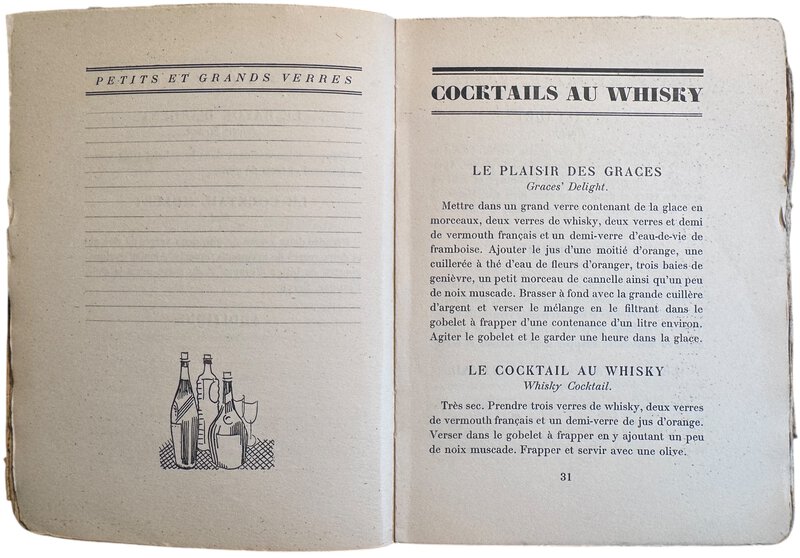 PETITS ET GRANDS VERRES
COCKTAILS AU WHISKY
LE PLAISIR DES GRACES
Graces' Delight.
Mettre dans un grand verre contenant de la glace en
morceaux, deux verres de whisky, deux verres et demi
de vermouth français et un demi-verre d'eau-de-vie de
framboise. Ajouter le jus d'une moitié d'orange, une
cuillerée à thé d'eau de fleurs d'oranger, trois baies de
genièvre, un petit morceau de cannelle ainsi qu'un peu
de noix muscade. Brasser à fond avec la grande cuillère
d'argent et verser le mélange en le filtrant dans le
gobelet à frapper d'une contenance d'un litre environ.
Agiter le gobelet et le garder une heure dans la glace.
LE COCKTAIL AU WHISKY
Whisky Cocktail.
Très sec. Prendre trois verres de whisky, deux verres
de vermouth français et un demi-verre de jus d'orange.
Verser dans le gobelet à frapper en y ajoutant un peu
de noix muscade. Frapper et servir avec une olive.
31